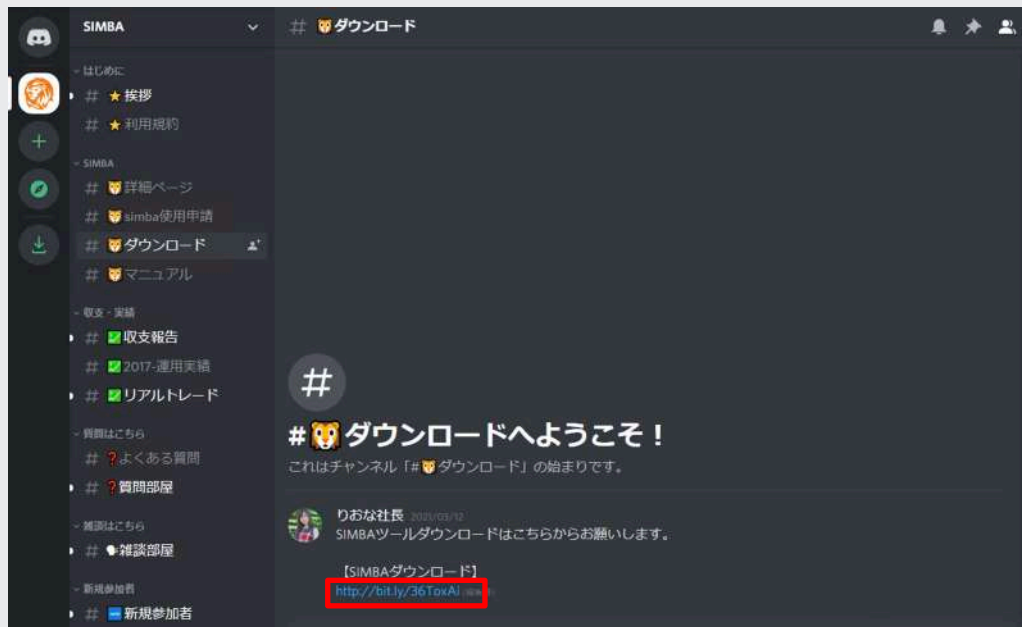 SIMBA
# ダウンロード
はじめに
# 挨拶
# 利用規約
SIMBA
# 詳細ページ
# simba使用申請
# ダウンロード
# マニュアル
収支・実績
# 収支報告
# 2017-運用実績
# リアルトレード
質問はこちら
# よくある質問
# 質問部屋
雑談はこちら
# 雑談部屋
新規参加者
# 新規参加者
#
# ダウンロードへようこそ！
これはチャンネル「#ダウンロード」の始まりです。
りおな社長 2021/03/12
SIMBAツールダウンロードはこちらからお願いします。
【SIMBAダウンロード】
http://bit.ly/36ToxAi